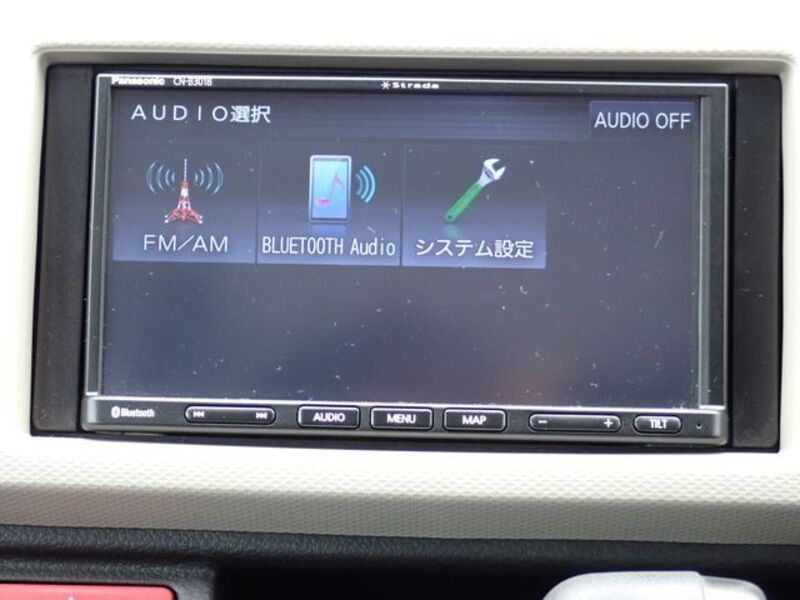 Panasonic CN-B301B
Strada
AUDIO選択
AUDIO OFF
FM/AM
BLUETOOTH Audio
システム設定
Bluetooth
AUDIO
MENU
MAP
− +
TILT